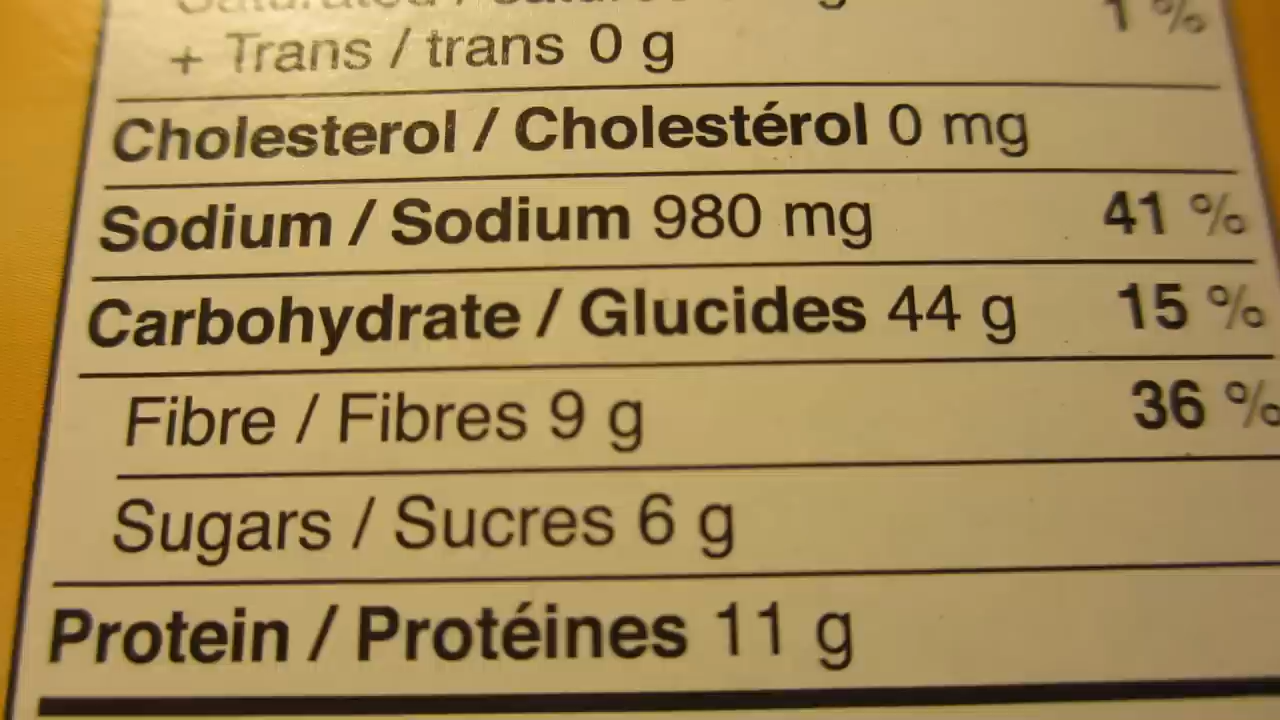 + Trans / trans 0 g
1 %
Cholesterol / Cholestérol 0 mg
Sodium / Sodium 980 mg 41 %
Carbohydrate / Glucides 44 g 15 %
Fibre / Fibres 9 g 36 %
Sugars / Sucres 6 g
Protein / Protéines 11 g